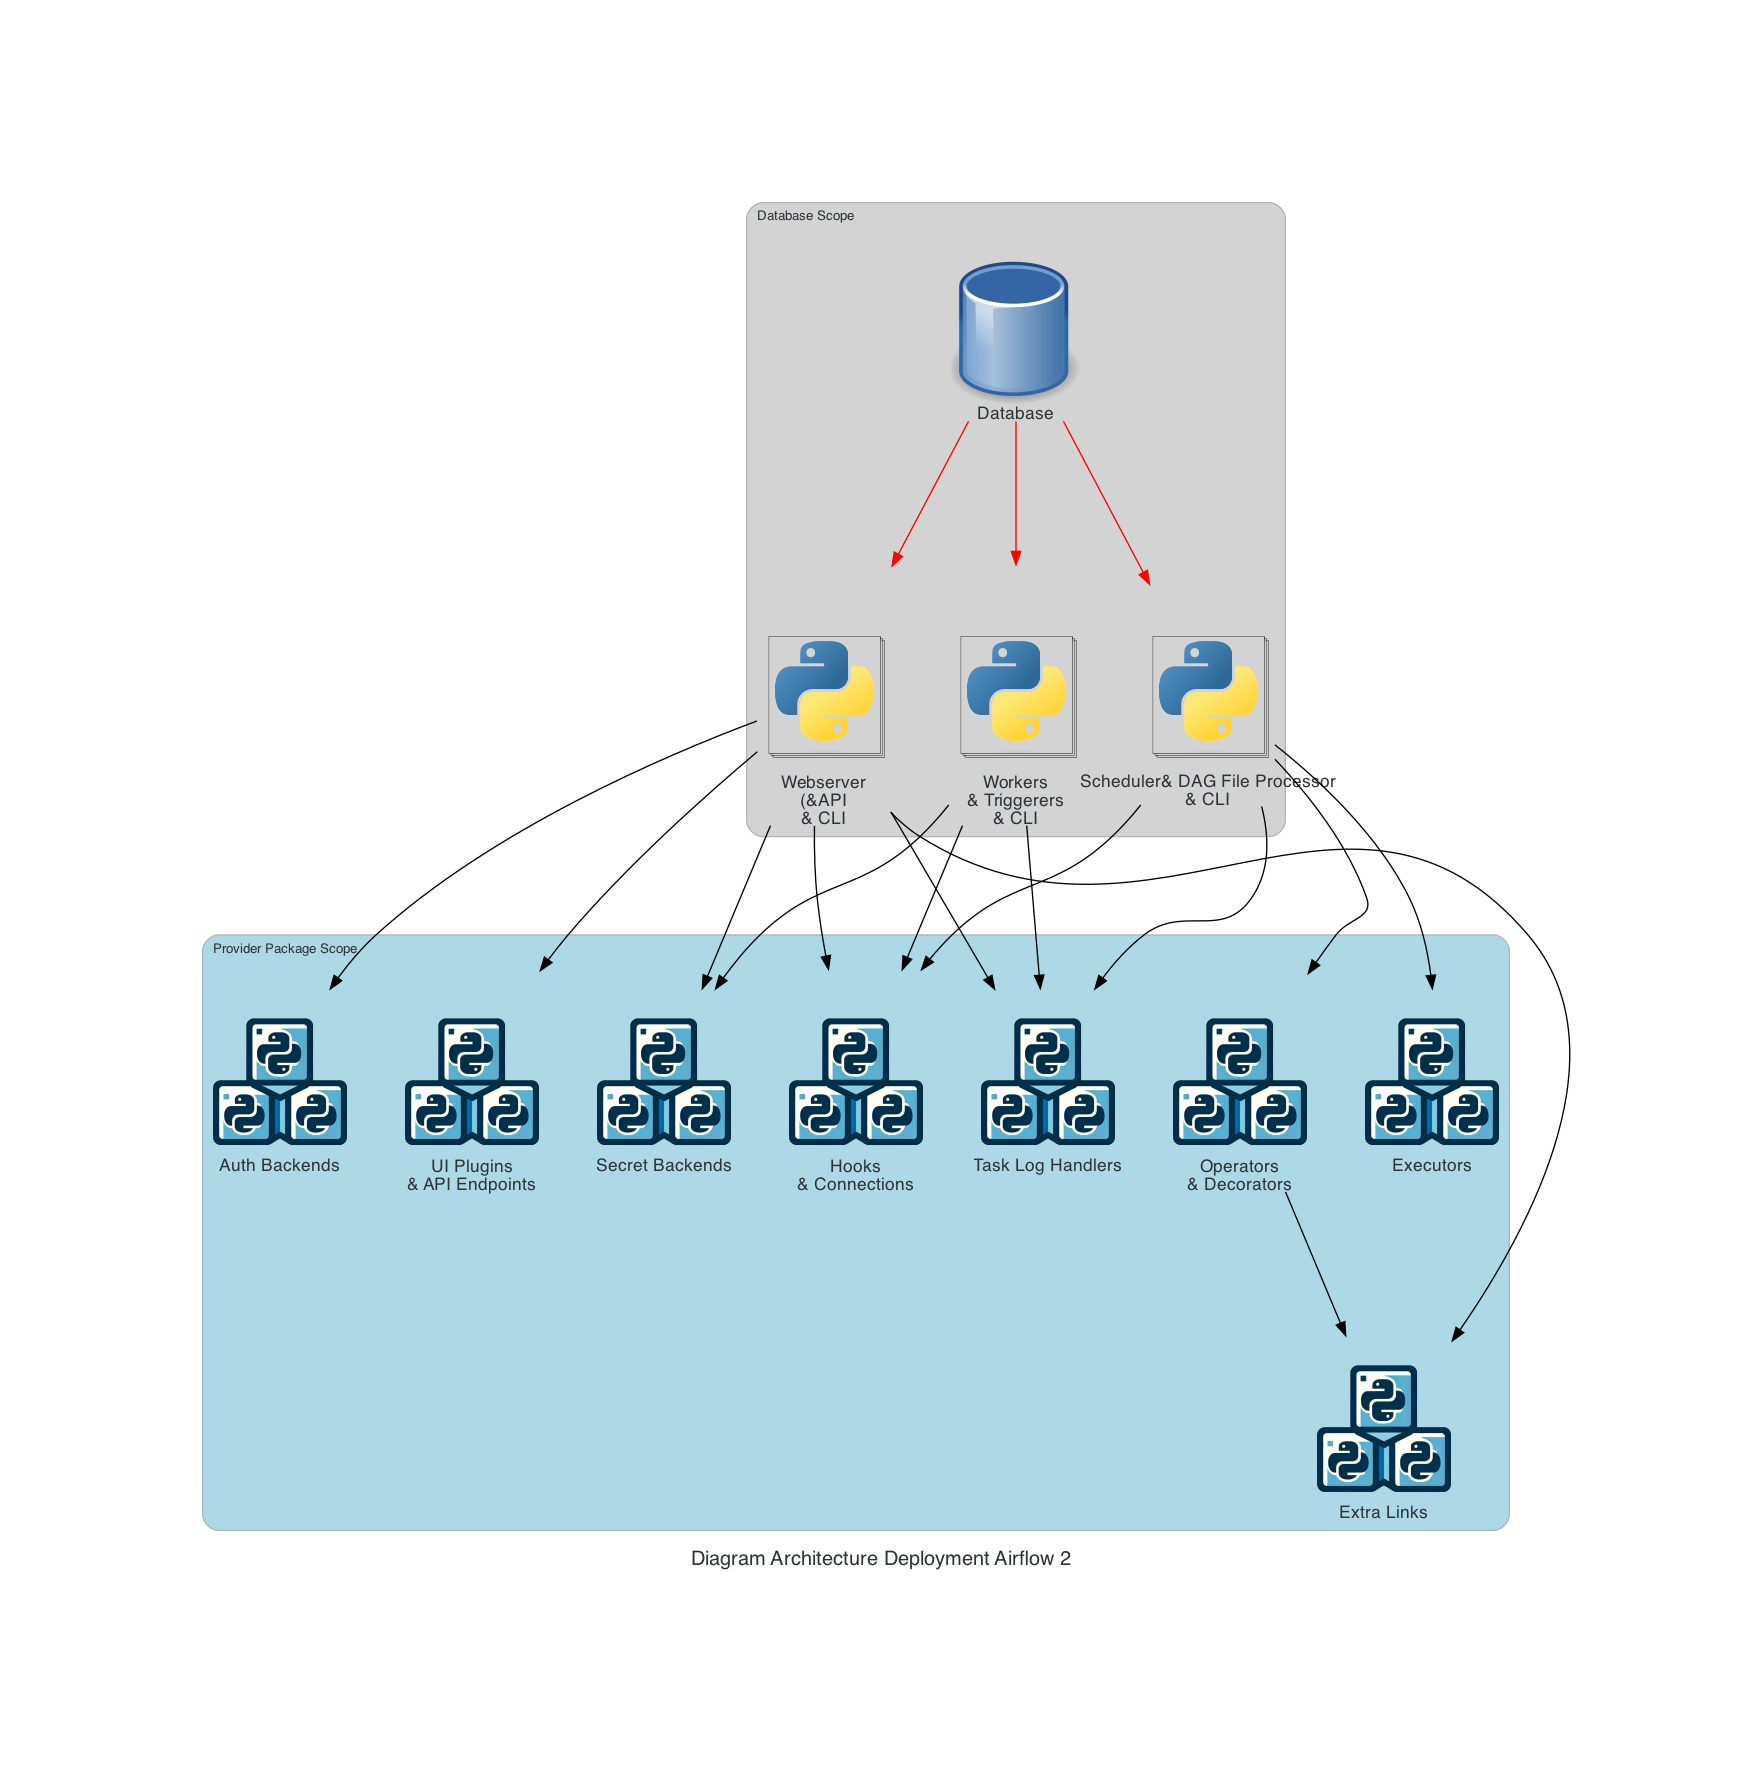 Database Scope
Database
Webserver
(&API
& CLI
Workers
& Triggerers
& CLI
Scheduler& DAG File Processor
& CLI
Provider Package Scope
Auth Backends
UI Plugins
& API Endpoints
Secret Backends
Hooks
& Connections
Task Log Handlers
Operators
& Decorators
Executors
Extra Links
Diagram Architecture Deployment Airflow 2